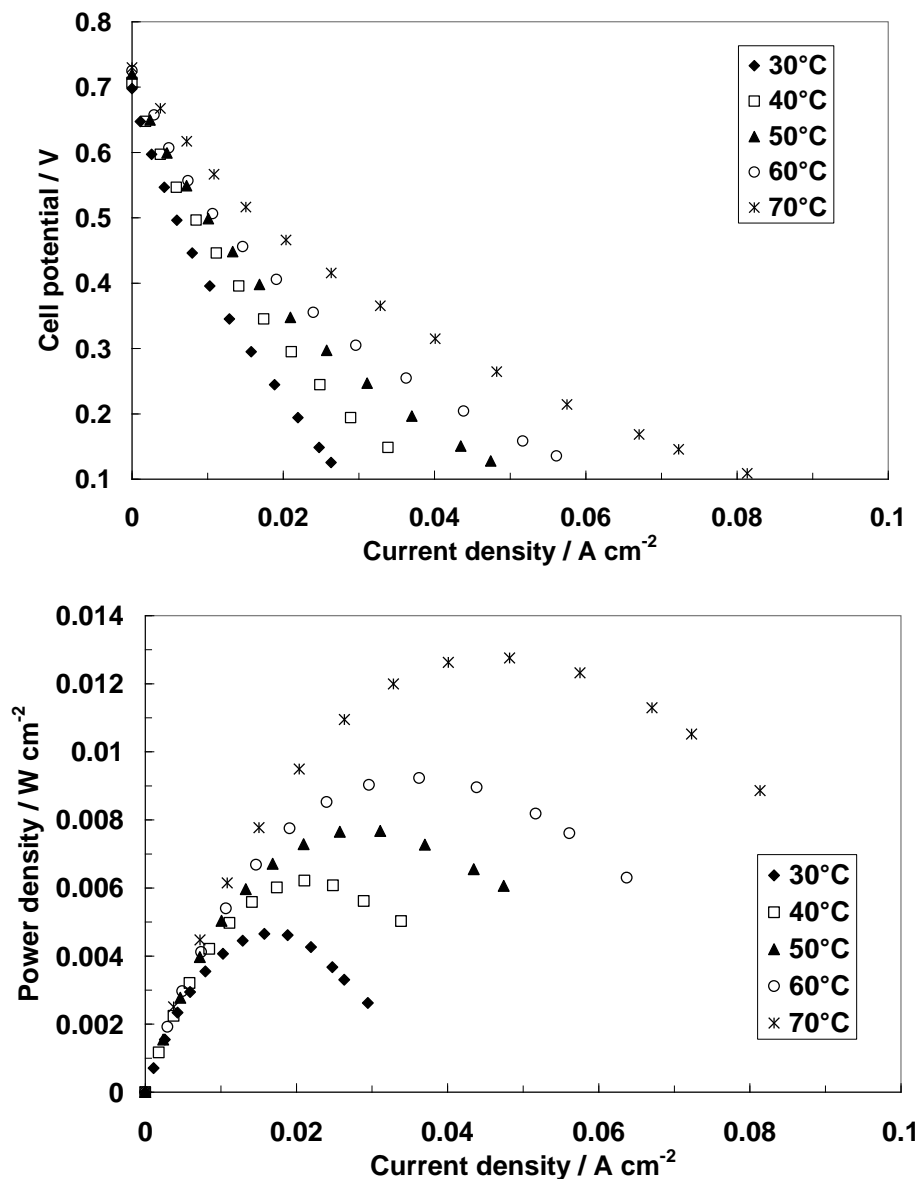 0.8
0.7
0.6
0.5
0.4
0.3
0.2
0.1
Cell potential / V
0
0.02
0.04
0.06
0.08
0.1
Current density / A cm-2
30°C
40°C
50°C
60°C
70°C
0.014
0.012
0.01
0.008
0.006
0.004
0.002
0
Power density / W cm-2
0
0.02
0.04
0.06
0.08
0.1
Current density / A cm-2
30°C
40°C
50°C
60°C
70°C